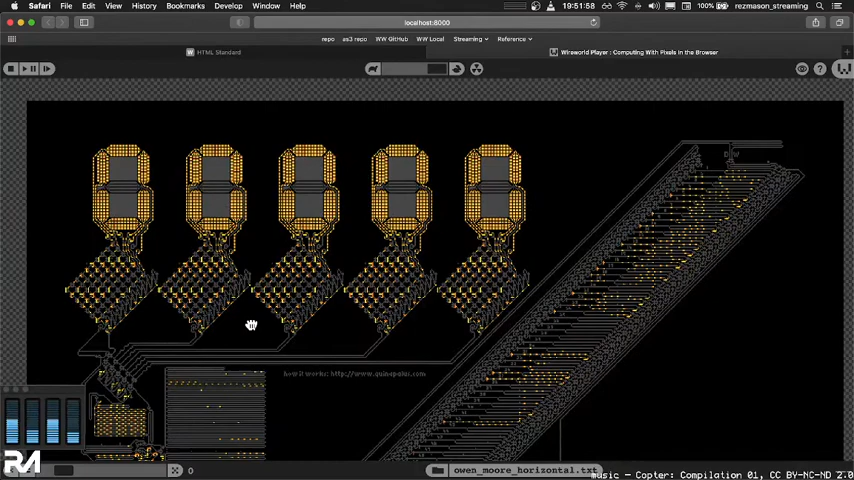 Safari File Edit View History Bookmarks Develop Window Help
100% 19:51:58 rezmason_streaming
localhost:8000
repo as3 repo WW GitHub WW Local Streaming Reference
HTML Standard
Wireworld Player : Computing With Pixels in the Browser
how it works: http://www.quinapalus.com
0
owen_moore_horizontal.txt
music - Copter: Compilation 01, CC BY-NC-ND 2.0